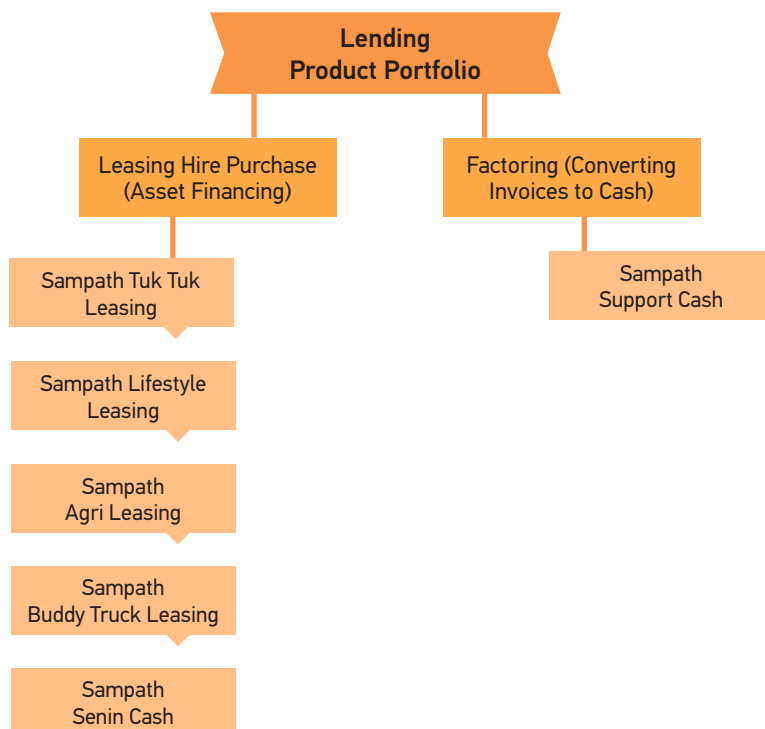 Lending
Product Portfolio
Leasing Hire Purchase
(Asset Financing)
Factoring (Converting
Invoices to Cash)
Sampath Tuk Tuk
Leasing
Sampath
Support Cash
Sampath Lifestyle
Leasing
Sampath
Agri Leasing
Sampath
Buddy Truck Leasing
Sampath
Senin Cash